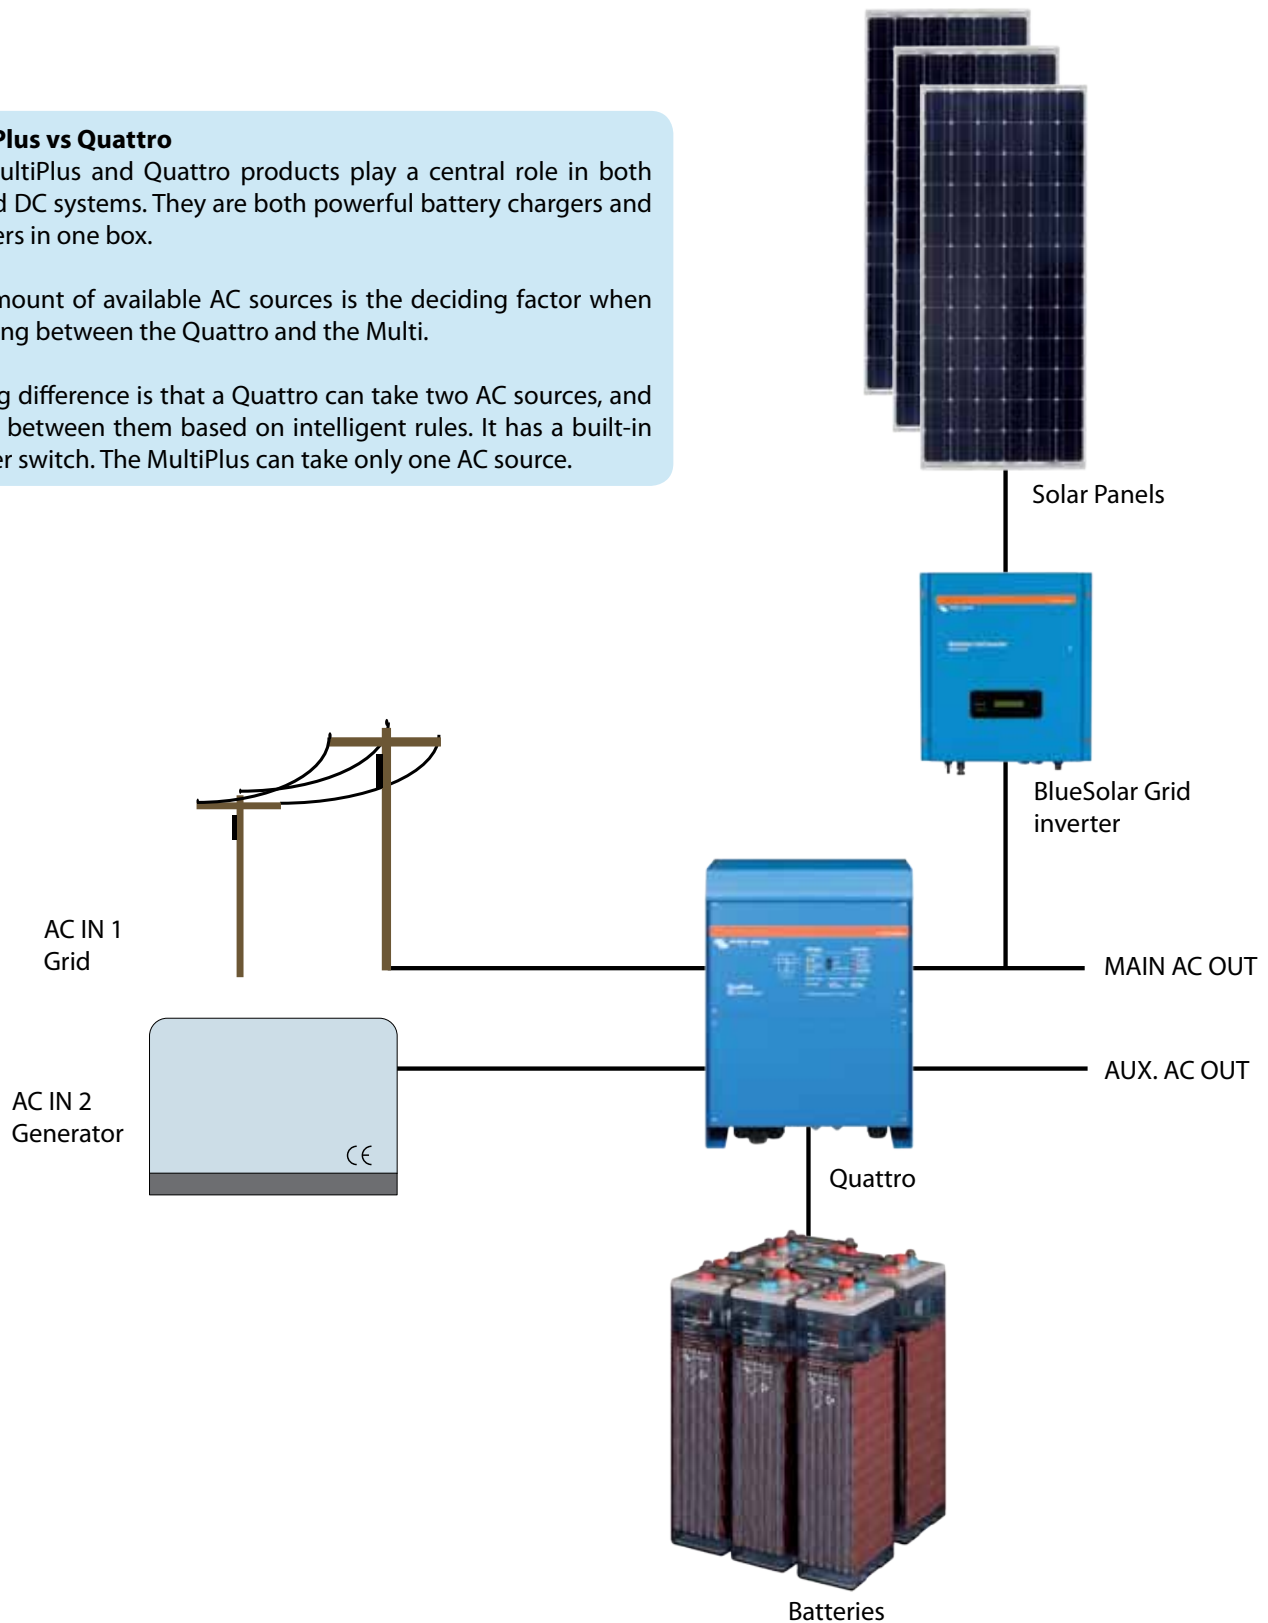 Plus vs Quattro
ultiPlus and Quattro products play a central role in both
d DC systems. They are both powerful battery chargers and
ers in one box.
mount of available AC sources is the deciding factor when
ng between the Quattro and the Multi.
g difference is that a Quattro can take two AC sources, and
between them based on intelligent rules. It has a built-in
er switch. The MultiPlus can take only one AC source.
Solar Panels
BlueSolar Grid
inverter
AC IN 1
Grid
MAIN AC OUT
AC IN 2
Generator
CE
AUX. AC OUT
Quattro
Batteries